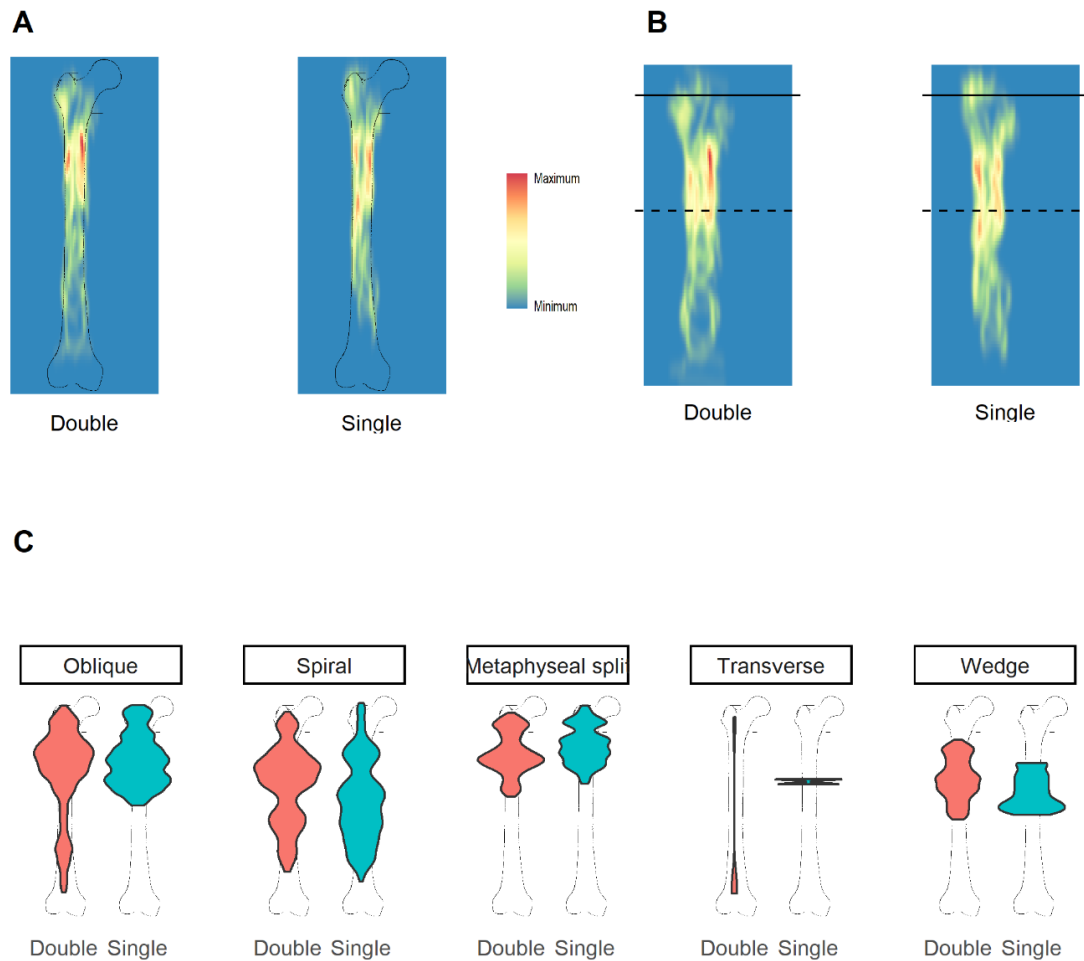 A
B
Maximum
Minimum
Double
Single
Double
Single
C
Oblique
Spiral
Metaphyseal split
Transverse
Wedge
Double Single
Double Single
Double Single
Double Single
Double Single